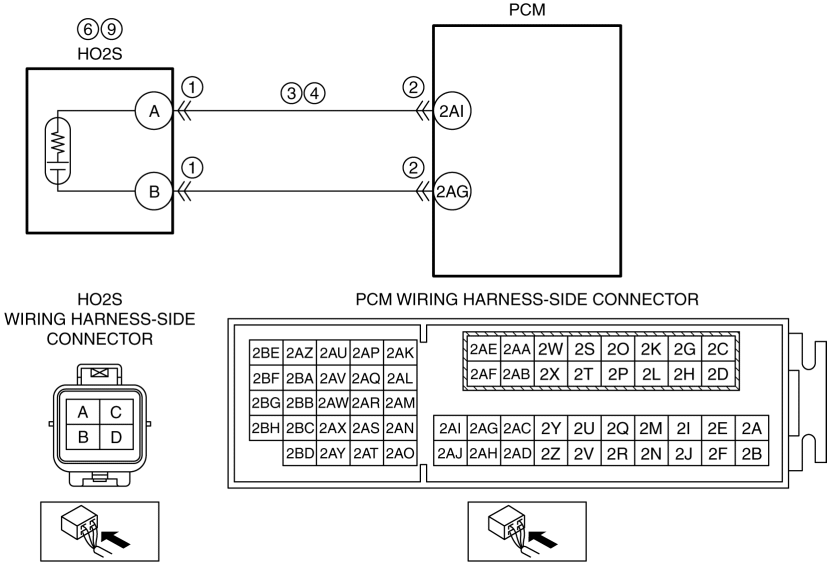 PCM
⑥⑨
HO2S
① ③④ ②
A 2AI
① ②
B 2AG
HO2S
WIRING HARNESS-SIDE
CONNECTOR
A C
B D
PCM WIRING HARNESS-SIDE CONNECTOR
2BE 2AZ 2AU 2AP 2AK
2BF 2BA 2AV 2AQ 2AL
2BG 2BB 2AW 2AR 2AM
2BH 2BC 2AX 2AS 2AN
2BD 2AY 2AT 2AO
2AE 2AA 2W 2S 2O 2K 2G 2C
2AF 2AB 2X 2T 2P 2L 2H 2D
2AI 2AG 2AC 2Y 2U 2Q 2M 2I 2E 2A
2AJ 2AH 2AD 2Z 2V 2R 2N 2J 2F 2B